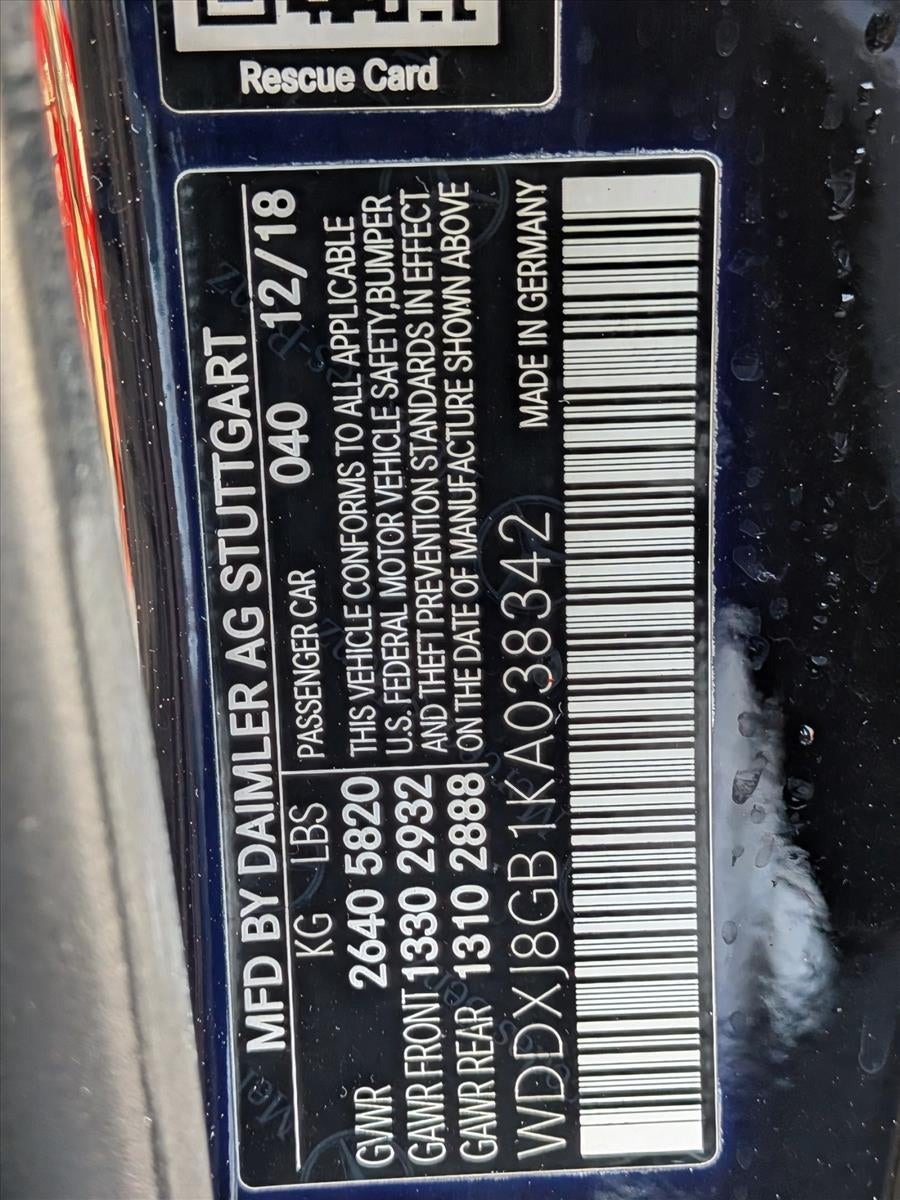 Rescue Card
MFD BY DAIMLER AG STUTTGART
KG LBS PASSENGER CAR 040 12/18
GVWR 2640 5820
GAWR FRONT 1330 2932
GAWR REAR 1310 2888
THIS VEHICLE CONFORMS TO ALL APPLICABLE
U.S. FEDERAL MOTOR VEHICLE SAFETY,BUMPER
AND THEFT PREVENTION STANDARDS IN EFFECT
ON THE DATE OF MANUFACTURE SHOWN ABOVE
WDDXJ8GB1KA038342 MADE IN GERMANY